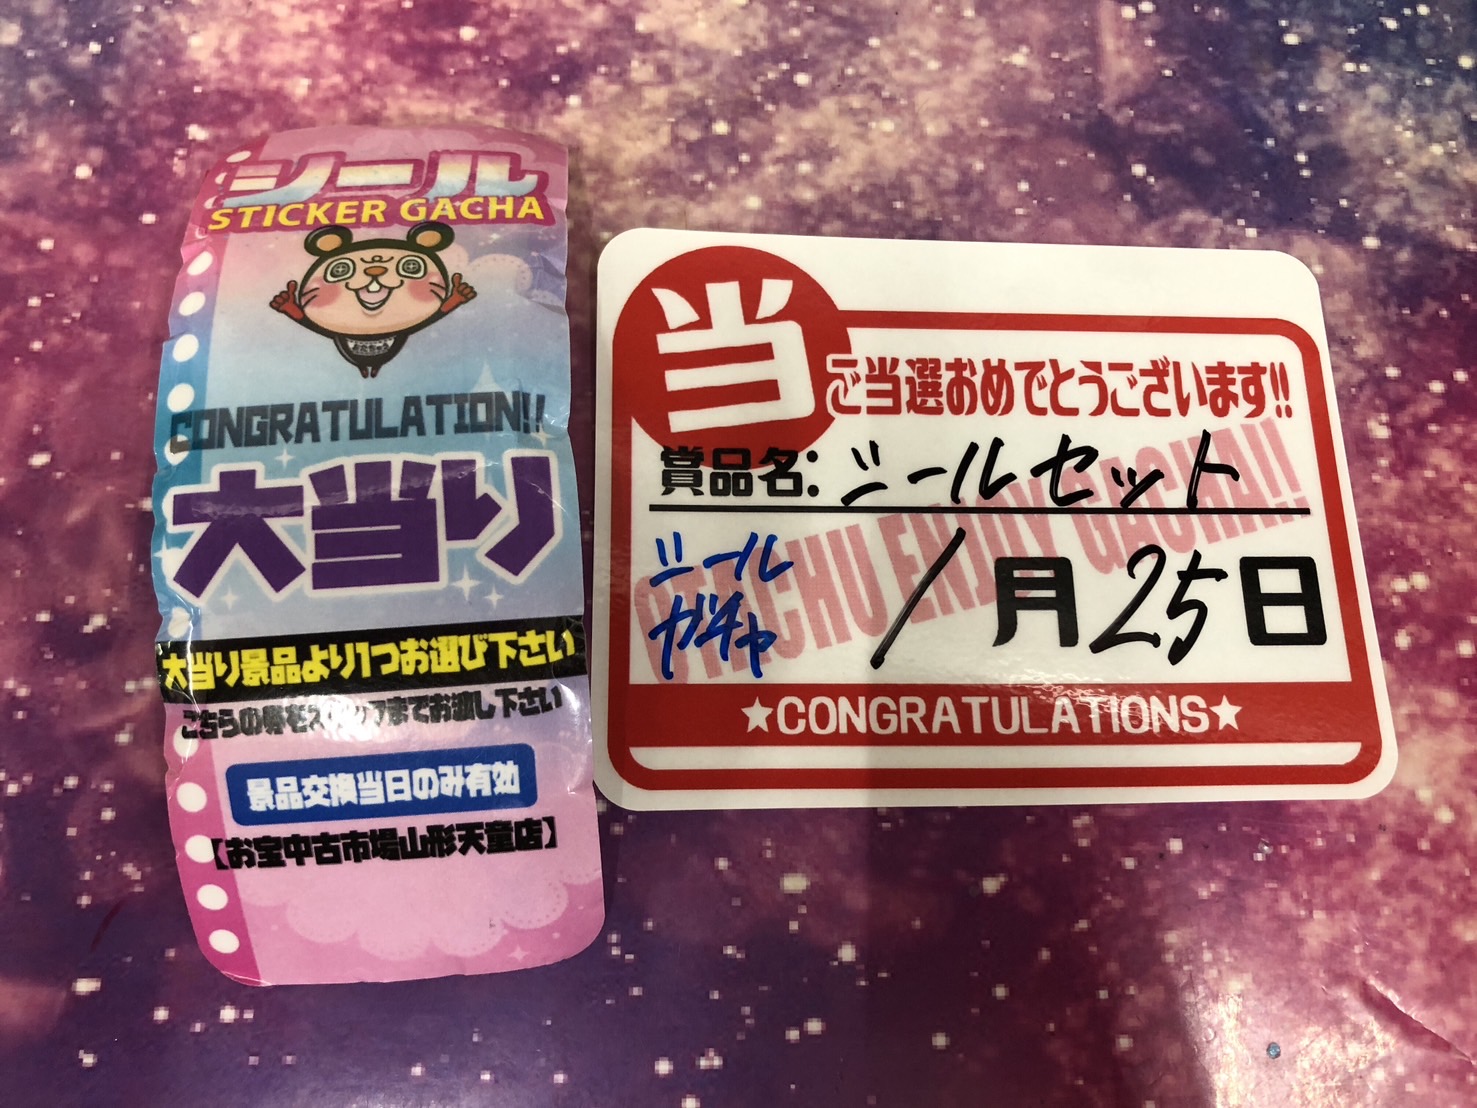 シール
STICKER GACHA
CONGRATULATION!!
大当り
大当り景品より1つお選び下さい
こちらの券をスタッフまでお渡し下さい
景品交換当日のみ有効
【お宝中古市場山形天童店】
当
ご当選おめでとうございます!!
賞品名:シールセット
シール
ガチャ
1月25日
OTACHU ENJOY GACHA!!
★CONGRATULATIONS★